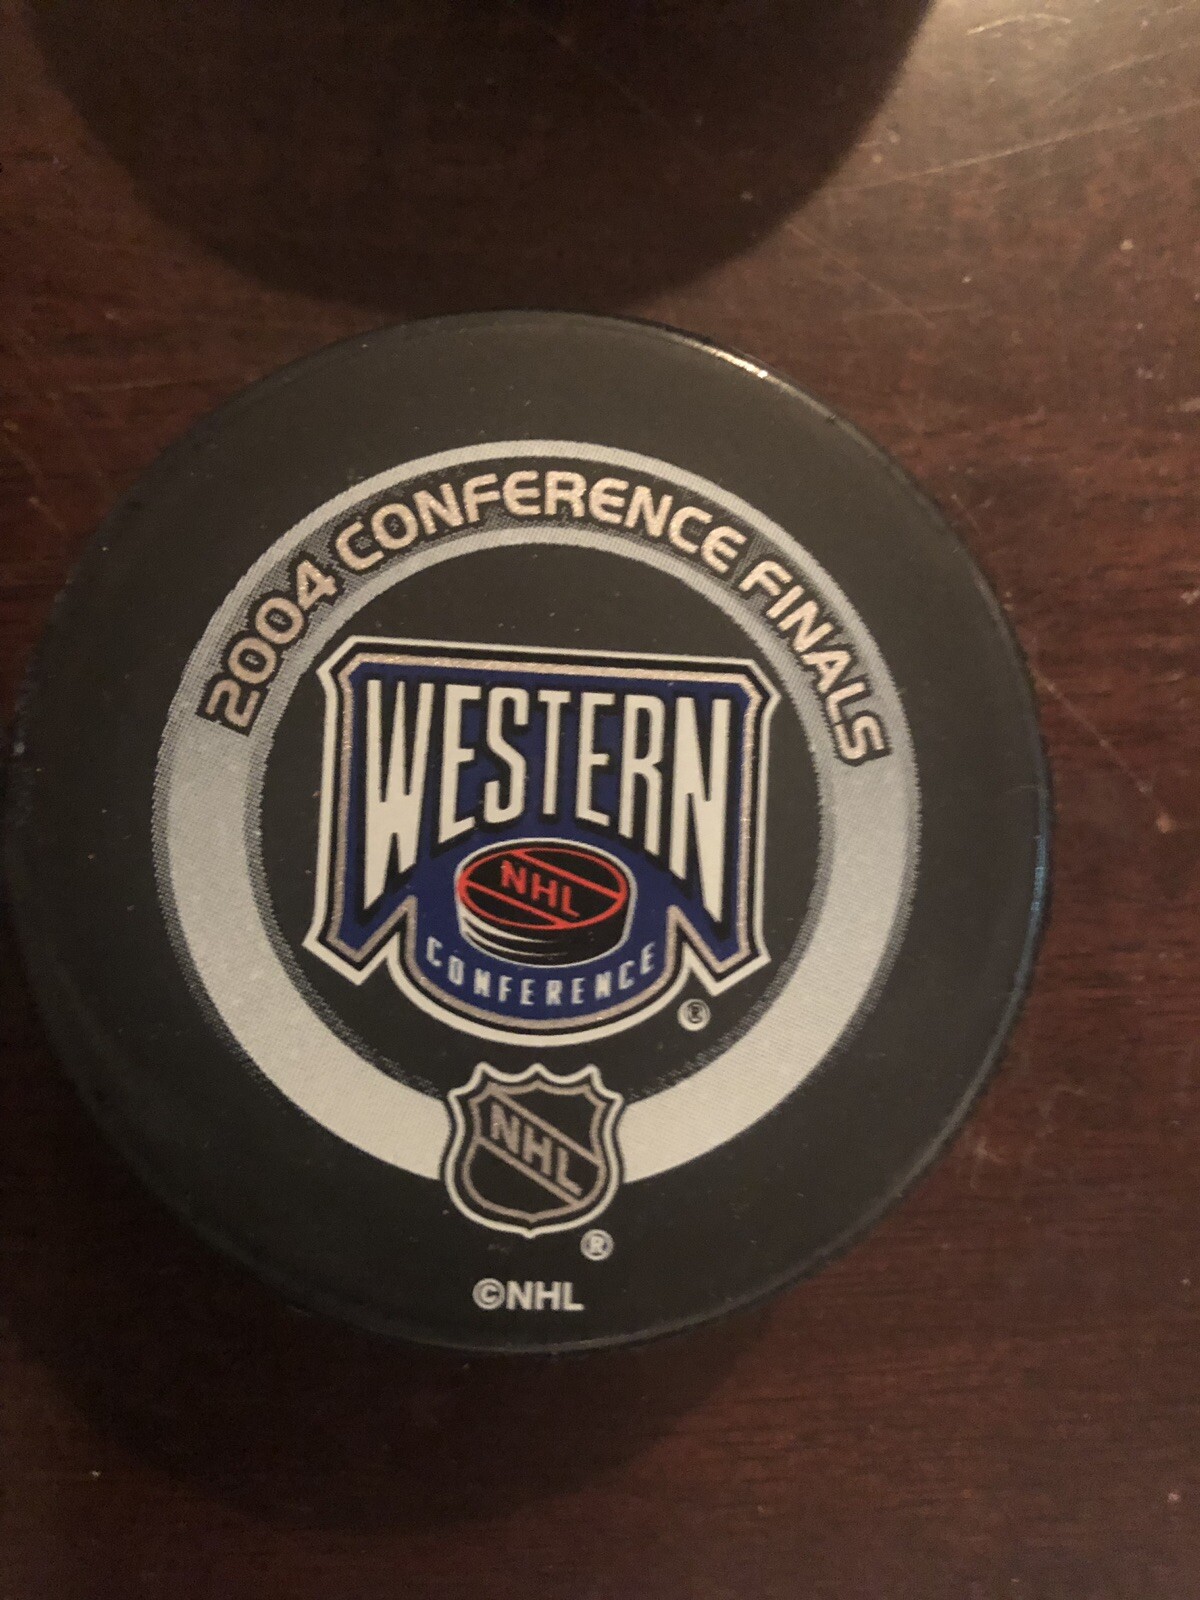 2004 CONFERENCE FINALS
WESTERN
NHL
CONFERENCE
®
NHL
®
©NHL